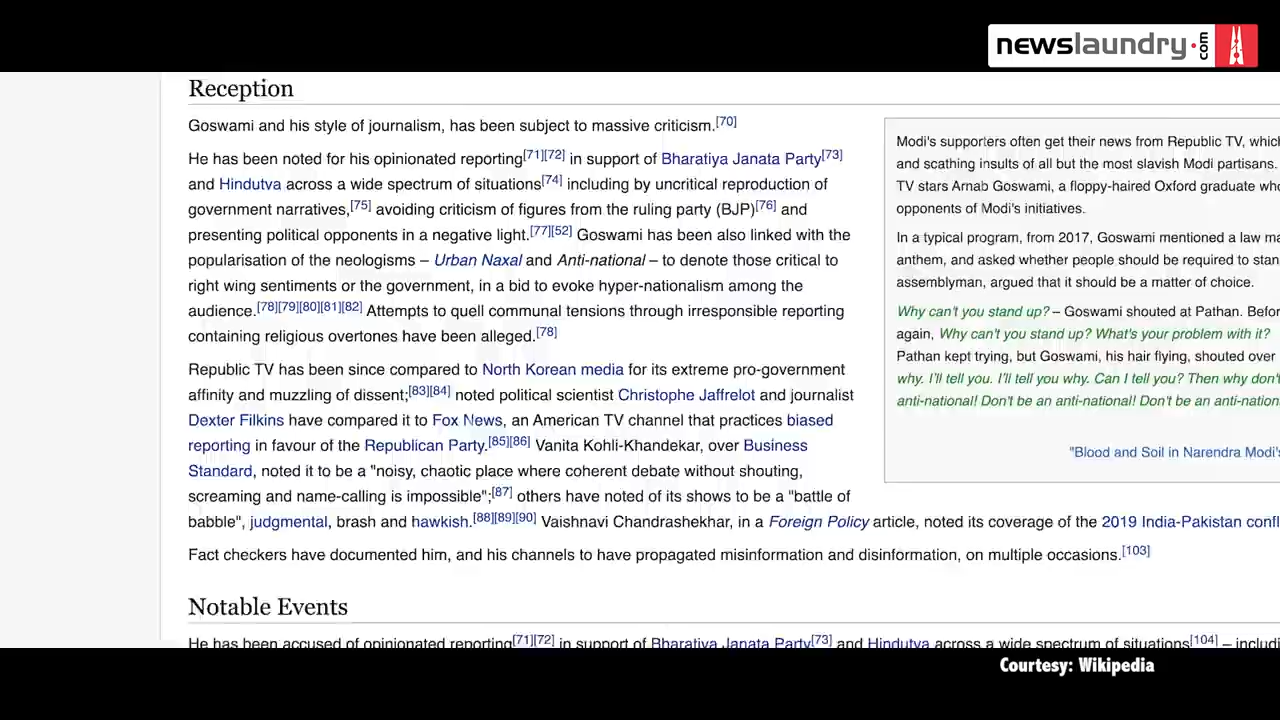 newslaundry.com
Reception
Goswami and his style of journalism, has been subject to massive criticism.[70]
He has been noted for his opinionated reporting[71][72] in support of Bharatiya Janata Party[73]
and Hindutva across a wide spectrum of situations[74] including by uncritical reproduction of
government narratives,[75] avoiding criticism of figures from the ruling party (BJP)[76] and
presenting political opponents in a negative light.[77][52] Goswami has been also linked with the
popularisation of the neologisms – Urban Naxal and Anti-national – to denote those critical to
right wing sentiments or the government, in a bid to evoke hyper-nationalism among the
audience.[78][79][80][81][82] Attempts to quell communal tensions through irresponsible reporting
containing religious overtones have been alleged.[78]
Republic TV has been since compared to North Korean media for its extreme pro-government
affinity and muzzling of dissent;[83][84] noted political scientist Christophe Jaffrelot and journalist
Dexter Filkins have compared it to Fox News, an American TV channel that practices biased
reporting in favour of the Republican Party.[85][86] Vanita Kohli-Khandekar, over Business
Standard, noted it to be a "noisy, chaotic place where coherent debate without shouting,
screaming and name-calling is impossible";[87] others have noted of its shows to be a "battle of
babble", judgmental, brash and hawkish.[88][89][90] Vaishnavi Chandrashekhar, in a Foreign Policy article, noted its coverage of the 2019 India-Pakistan confl
Fact checkers have documented him, and his channels to have propagated misinformation and disinformation, on multiple occasions.[103]
Modi's supporters often get their news from Republic TV, whic
and scathing insults of all but the most slavish Modi partisans.
TV stars Arnab Goswami, a floppy-haired Oxford graduate who
opponents of Modi's initiatives.
In a typical program, from 2017, Goswami mentioned a law ma
anthem, and asked whether people should be required to stan
assemblyman, argued that it should be a matter of choice.
Why can't you stand up? – Goswami shouted at Pathan. Befor
again, Why can't you stand up? What's your problem with it?
Pathan kept trying, but Goswami, his hair flying, shouted over
why. I'll tell you. I'll tell you why. Can I tell you? Then why don't
anti-national! Don't be an anti-national! Don't be an anti-nation
"Blood and Soil in Narendra Modi's
Notable Events
He has been accused of opinionated reporting[71][72] in support of Bharatiya Janata Party[73] and Hindutva across a wide spectrum of situations[104] – includi
Courtesy: Wikipedia